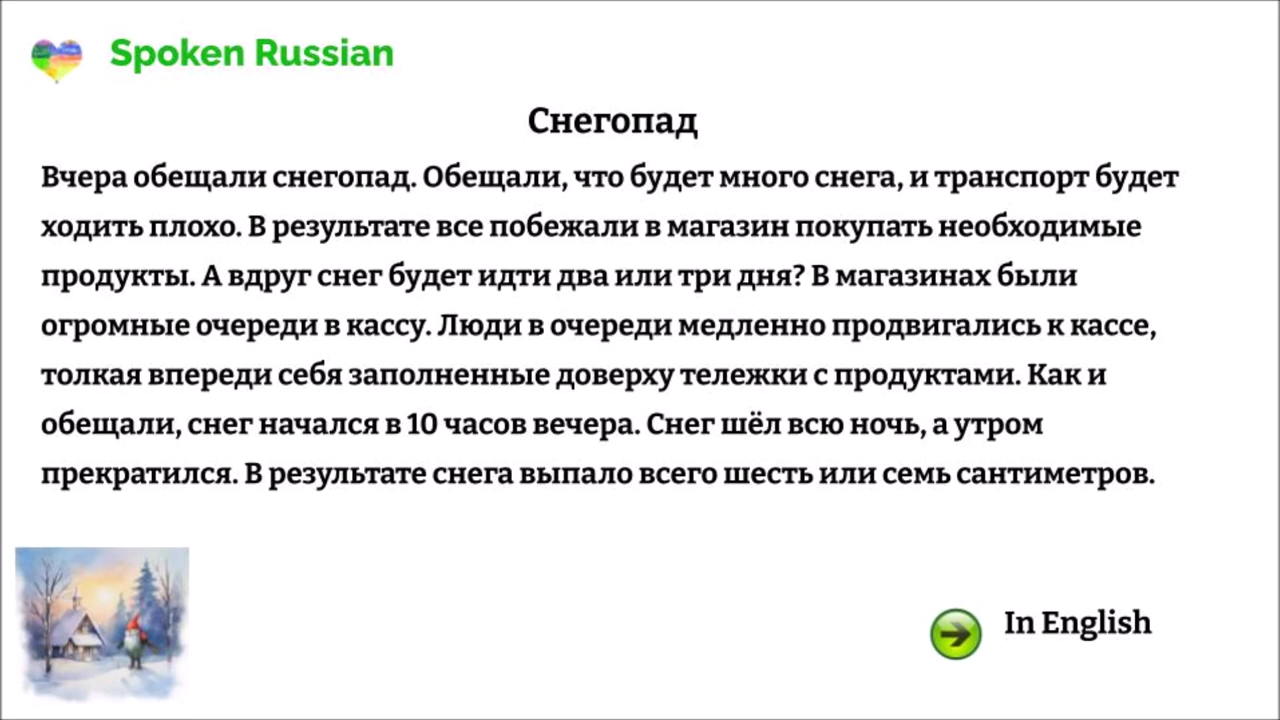 Spoken Russian
Снегопад
Вчера обещали снегопад. Обещали, что будет много снега, и транспорт будет
ходить плохо. В результате все побежали в магазин покупать необходимые
продукты. А вдруг снег будет идти два или три дня? В магазинах были
огромные очереди в кассу. Люди в очереди медленно продвигались к кассе,
толкая впереди себя заполненные доверху тележки с продуктами. Как и
обещали, снег начался в 10 часов вечера. Снег шёл всю ночь, а утром
прекратился. В результате снега выпало всего шесть или семь сантиметров.
In English